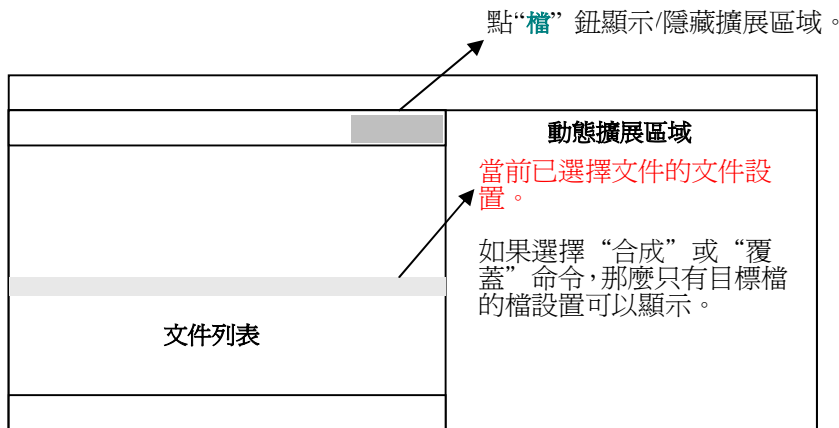 點“檔”鈕顯示/隱藏擴展區域。
動態擴展區域
當前已選擇文件的文件設
置。
如果選擇“合成”或“覆
蓋”命令,那麼只有目標檔
的檔設置可以顯示。
文件列表